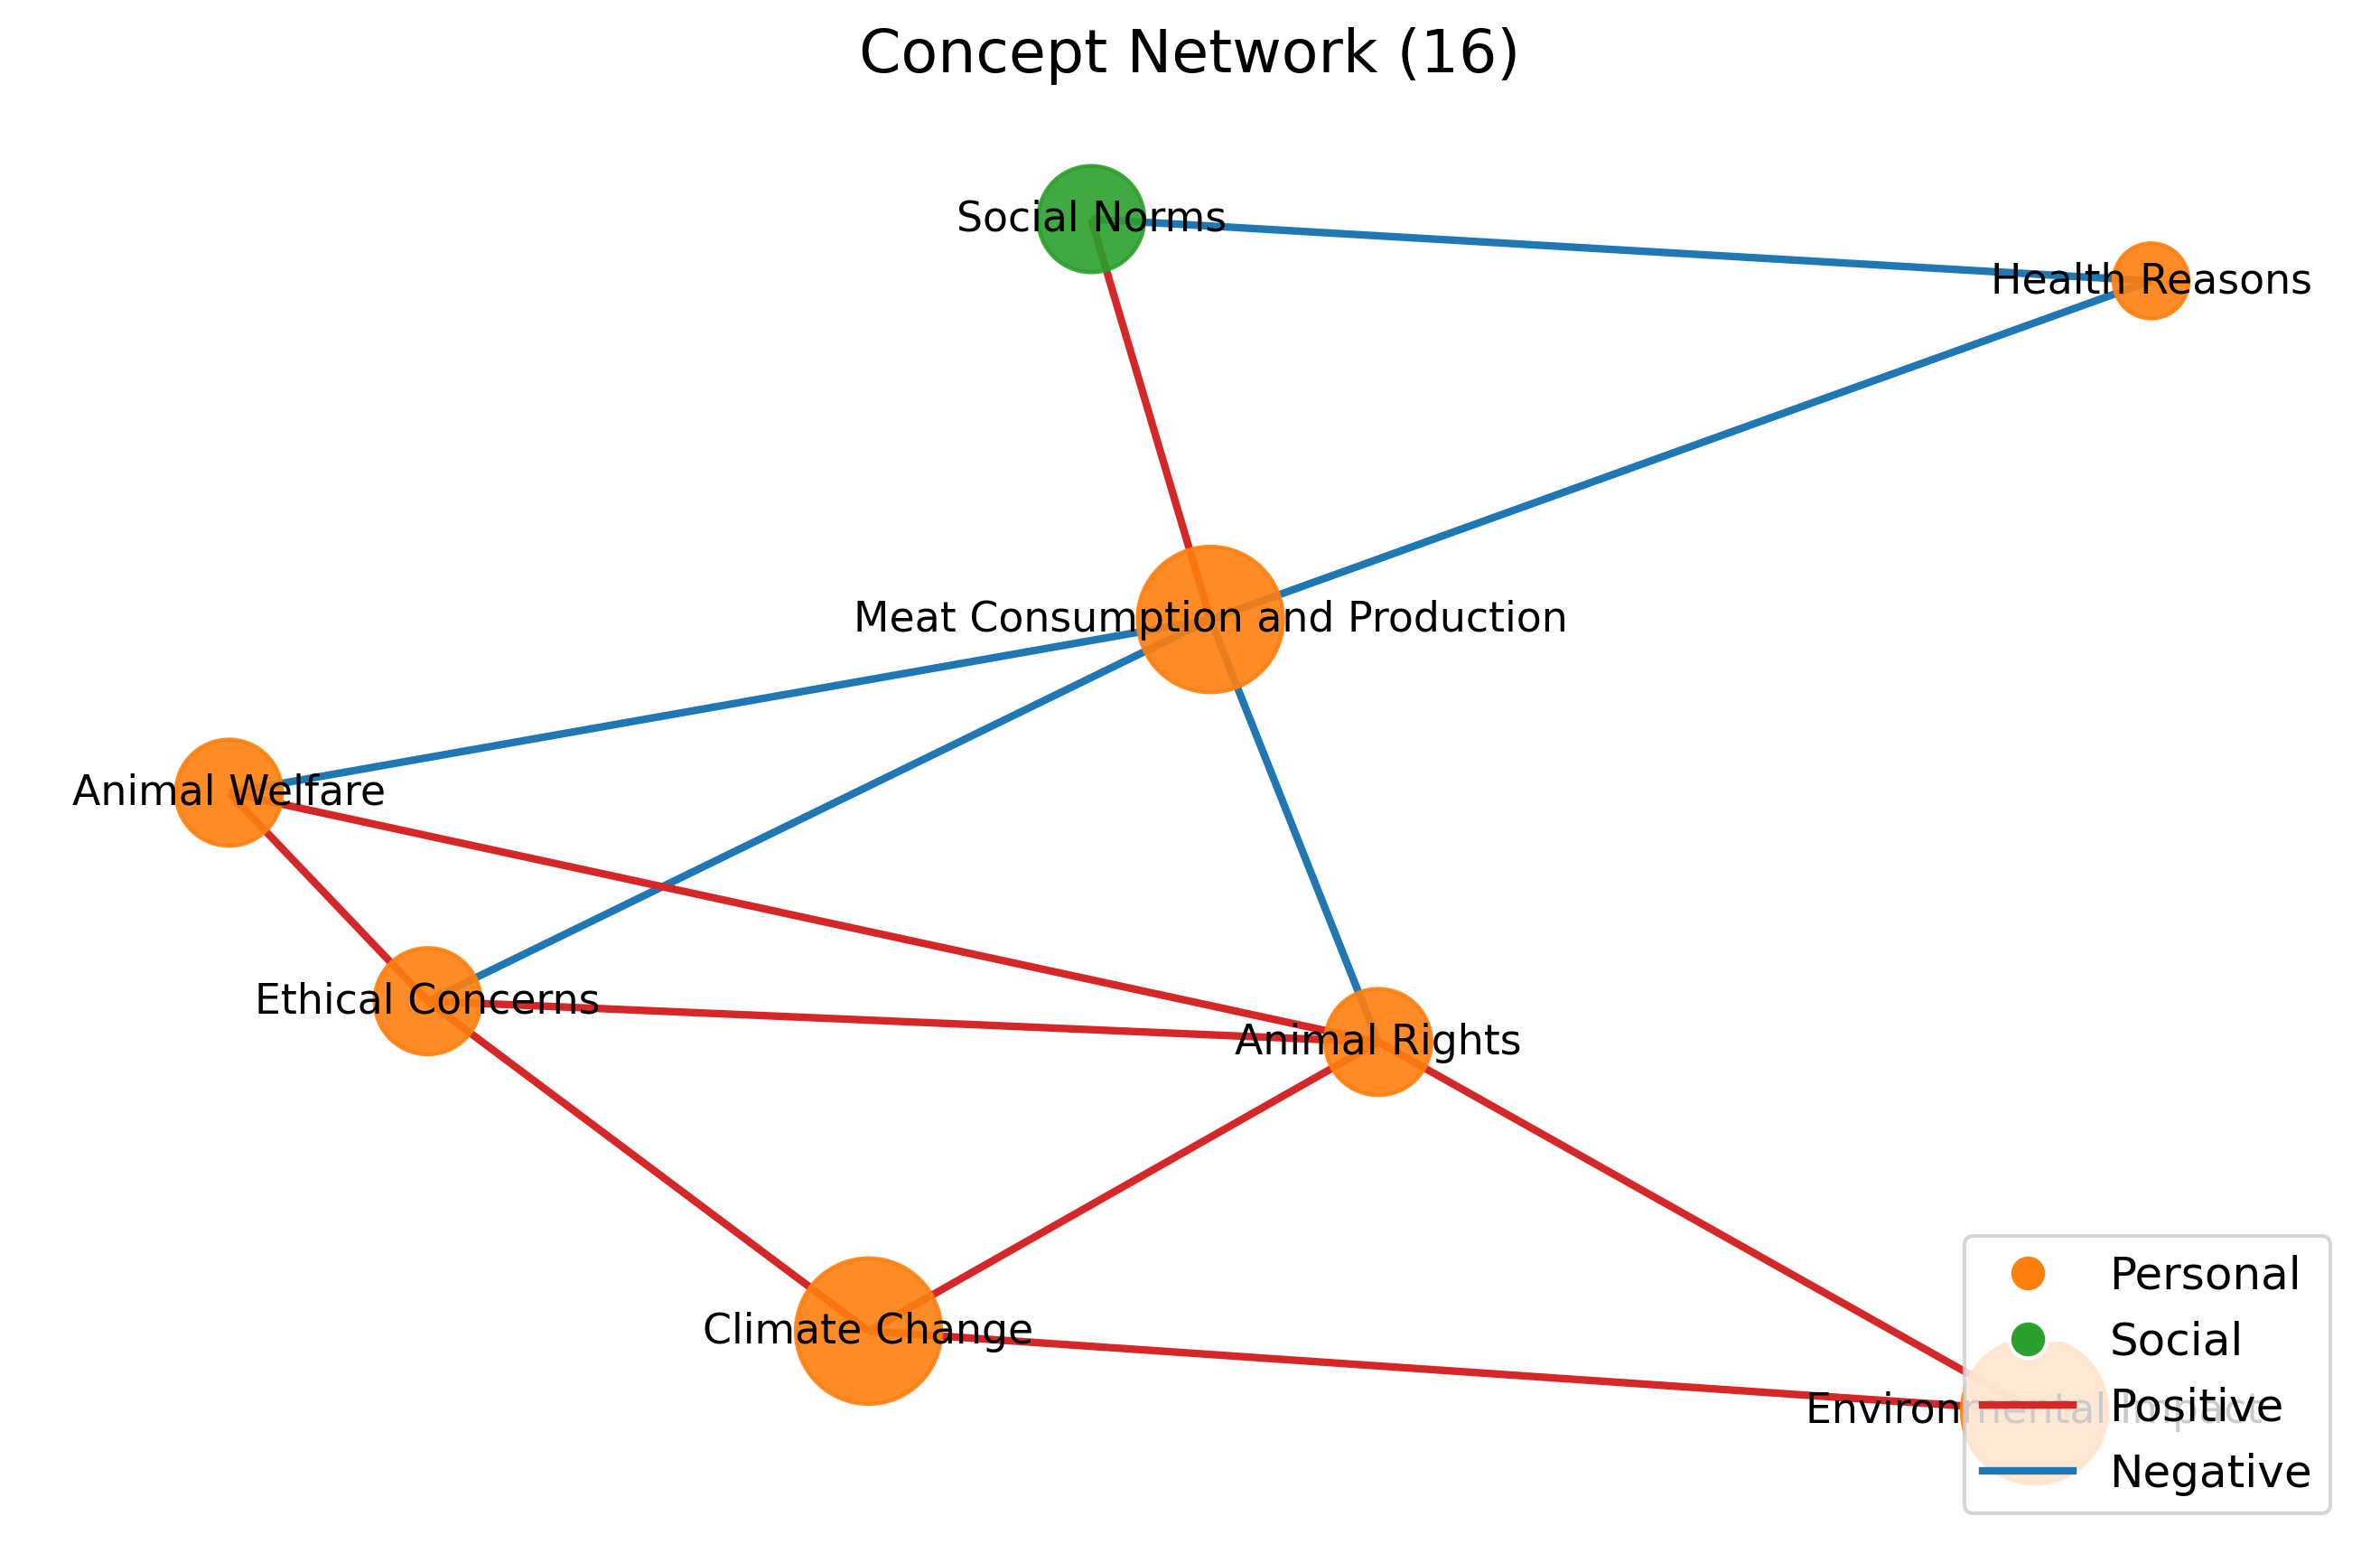 Concept Network (16)
Social Norms
Health Reasons
Meat Consumption and Production
Animal Welfare
Ethical Concerns
Animal Rights
Climate Change
Environmental Impact
Personal
Social
Positive
Negative